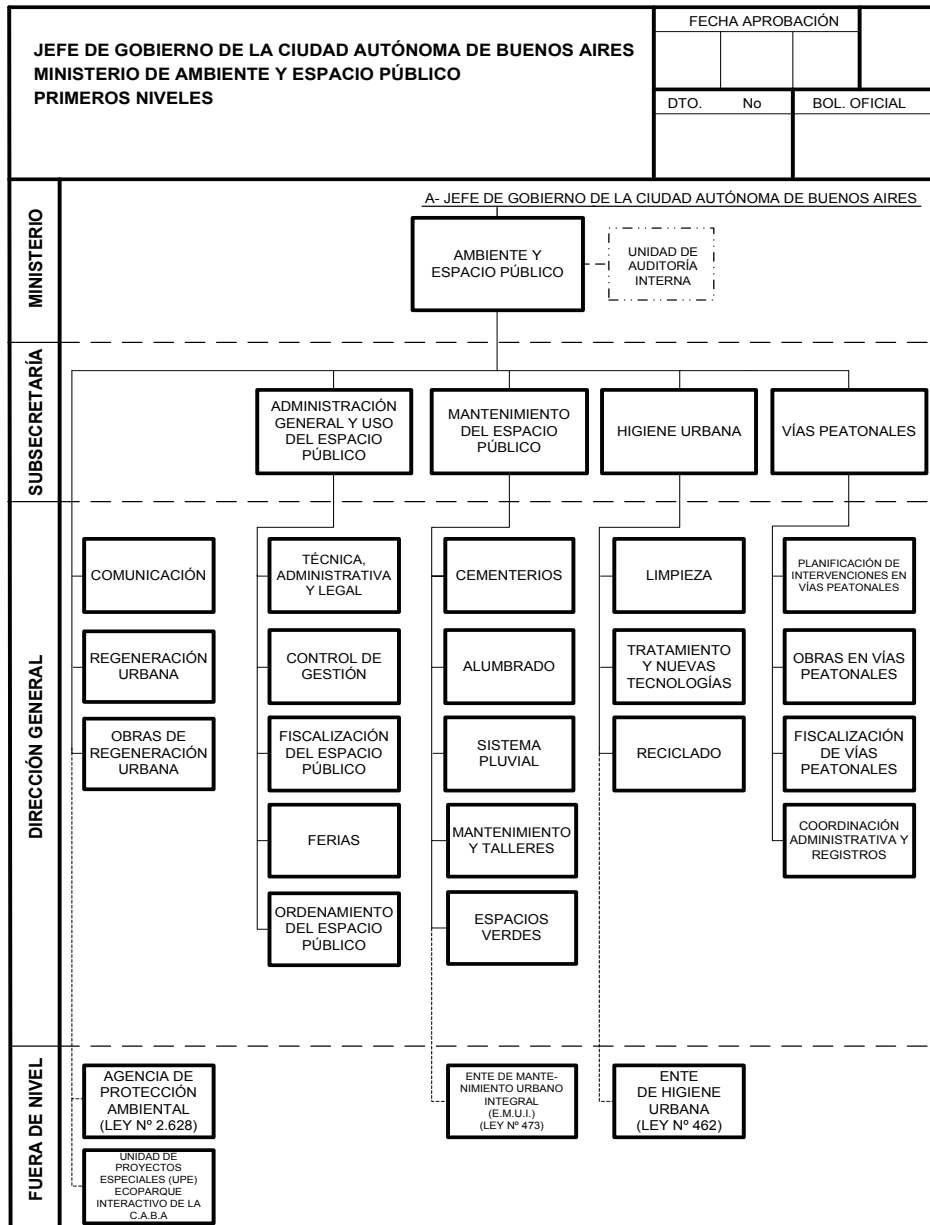 JEFE DE GOBIERNO DE LA CIUDAD AUTÓNOMA DE BUENOS AIRES
MINISTERIO DE AMBIENTE Y ESPACIO PÚBLICO
PRIMEROS NIVELES
FECHA APROBACIÓN
DTO. No
BOL. OFICIAL
MINISTERIO
A- JEFE DE GOBIERNO DE LA CIUDAD AUTÓNOMA DE BUENOS AIRES
AMBIENTE Y
ESPACIO PÚBLICO
UNIDAD DE
AUDITORÍA
INTERNA
SUBSECRETARÍA
ADMINISTRACIÓN
GENERAL Y USO
DEL ESPACIO
PÚBLICO
MANTENIMIENTO
DEL ESPACIO
PÚBLICO
HIGIENE URBANA
VÍAS PEATONALES
DIRECCIÓN GENERAL
COMUNICACIÓN
REGENERACIÓN
URBANA
OBRAS DE
REGENERACIÓN
URBANA
TÉCNICA,
ADMINISTRATIVA
Y LEGAL
CONTROL DE
GESTIÓN
FISCALIZACIÓN
DEL ESPACIO
PÚBLICO
FERIAS
ORDENAMIENTO
DEL ESPACIO
PÚBLICO
CEMENTERIOS
ALUMBRADO
SISTEMA
PLUVIAL
MANTENIMIENTO
Y TALLERES
ESPACIOS
VERDES
LIMPIEZA
TRATAMIENTO
Y NUEVAS
TECNOLOGÍAS
RECICLADO
PLANIFICACIÓN DE
INTERVENCIONES EN
VÍAS PEATONALES
OBRAS EN VÍAS
PEATONALES
FISCALIZACIÓN
DE VÍAS
PEATONALES
COORDINACIÓN
ADMINISTRATIVA Y
REGISTROS
FUERA DE NIVEL
AGENCIA DE
PROTECCIÓN
AMBIENTAL
(LEY Nº 2.628)
UNIDAD DE
PROYECTOS
ESPECIALES (UPE)
ECOPARQUE
INTERACTIVO DE LA
C.A.B.A
ENTE DE MANTE-
NIMIENTO URBANO
INTEGRAL
(E.M.U.I.)
(LEY Nº 473)
ENTE
DE HIGIENE
URBANA
(LEY Nº 462)